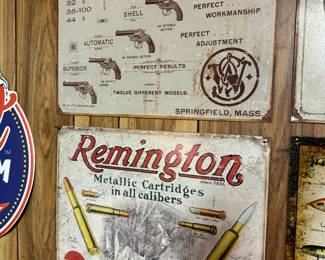 32
38-100
44
SHELL
PERFECT
WORKMANSHIP
AUTOMATIC
PERFECT
ADJUSTMENT
SUPERIOR
PERFECT RESULTS
TWELVE DIFFERENT MODELS.
SPRINGFIELD, MASS
Remington
Metallic Cartridges
in all calibers